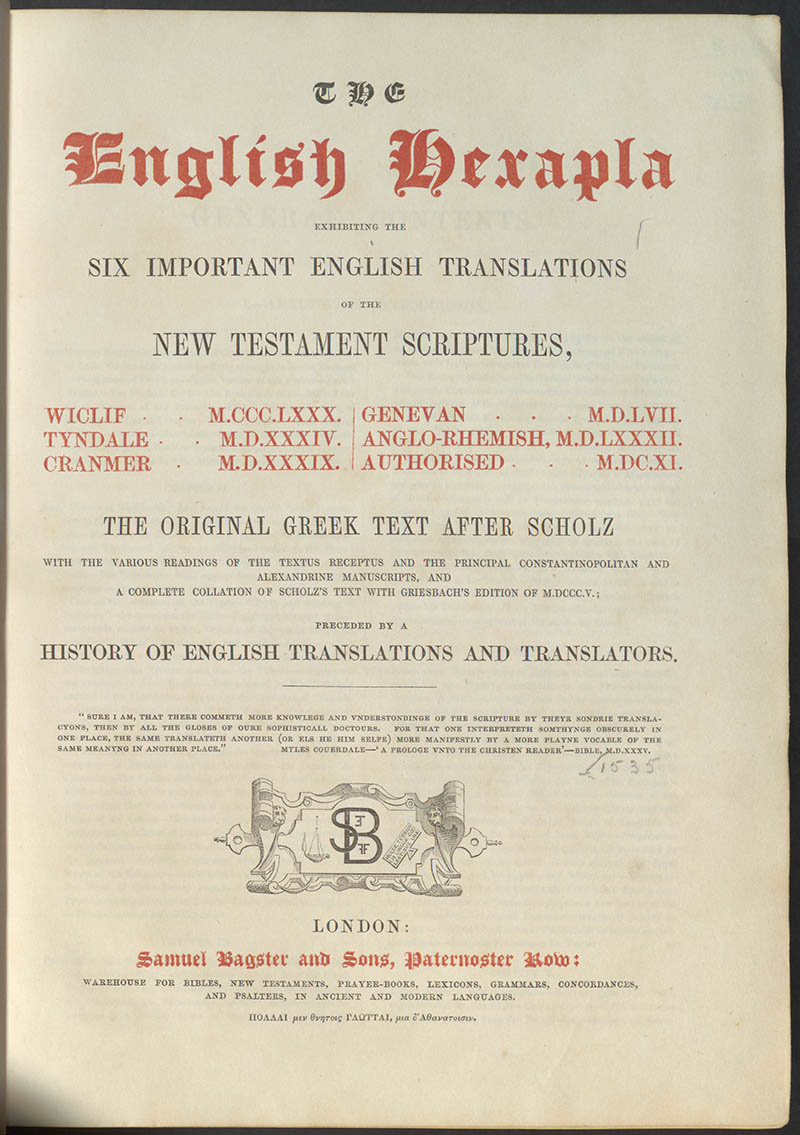 THE
English Hexapla
EXHIBITING THE
SIX IMPORTANT ENGLISH TRANSLATIONS
OF THE
NEW TESTAMENT SCRIPTURES,
WICLIF · · M.CCC.LXXX. | GENEVAN · · · M.D.LVII.
TYNDALE · · M.D.XXXIV. | ANGLO-RHEMISH, M.D.LXXXII.
CRANMER · M.D.XXXIX. | AUTHORISED · · · M.DC.XI.
THE ORIGINAL GREEK TEXT AFTER SCHOLZ
WITH THE VARIOUS READINGS OF THE TEXTUS RECEPTUS AND THE PRINCIPAL CONSTANTINOPOLITAN AND
ALEXANDRINE MANUSCRIPTS, AND
A COMPLETE COLLATION OF SCHOLZ'S TEXT WITH GRIESBACH'S EDITION OF M.DCCC.V.;
PRECEDED BY A
HISTORY OF ENGLISH TRANSLATIONS AND TRANSLATORS.
"SURE I AM, THAT THERE COMMETH MORE KNOWLEGE AND VNDERSTONDINGE OF THE SCRIPTURE BY THEYR SONDRIE TRANSLA-
CYONS, THEN BY ALL THE GLOSES OF OURE SOPHISTICALL DOCTOURS. FOR THAT ONE INTERPRETETH SOMTHYNGE OBSCURELY IN
ONE PLACE, THE SAME TRANSLATETH ANOTHER (OR ELS HE HIM SELFE) MORE MANIFESTLY BY A MORE PLAYNE VOCABLE OF THE
SAME MEANYNG IN ANOTHER PLACE." MYLES COUERDALE—'A PROLOGE VNTO THE CHRISTEN READER'—BIBLE, M.D.XXXV.
1535
SB
LONDON:
Samuel Bagster and Sons, Paternoster Row:
WAREHOUSE FOR BIBLES, NEW TESTAMENTS, PRAYER-BOOKS, LEXICONS, GRAMMARS, CONCORDANCES,
AND PSALTERS, IN ANCIENT AND MODERN LANGUAGES.
ΠΟΛΛΑΙ μεν θνητοις ΓΛΩΤΤΑΙ, μια δ'Αθανατοισιν.